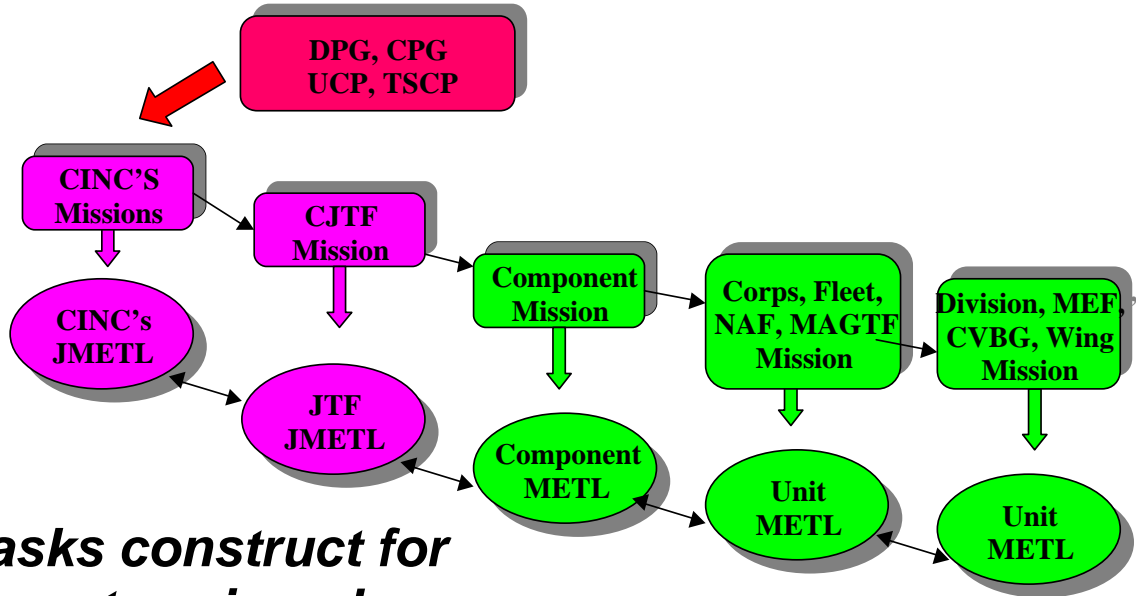 DPG, CPG
UCP, TSCP
CINC’S
Missions
CJTF
Mission
Component
Mission
Corps, Fleet,
NAF, MAGTF
Mission
Division, MEF,
CVBG, Wing
Mission
CINC’s
JMETL
JTF
JMETL
Component
METL
Unit
METL
Unit
METL
asks construct for